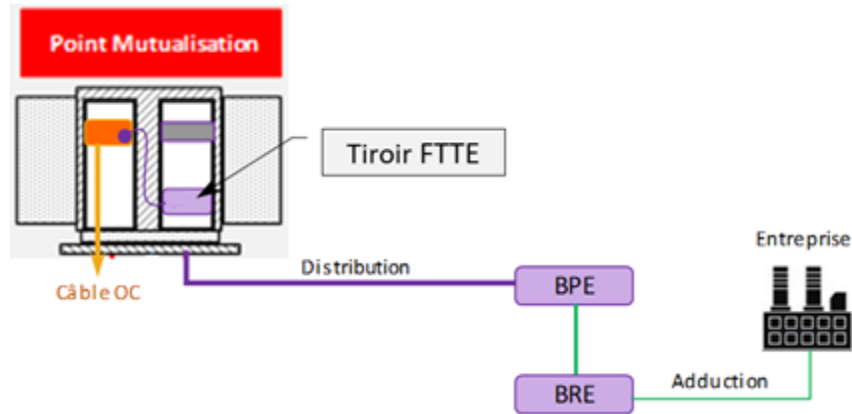 Point Mutualisation
Tiroir FTTE
Entreprise
Distribution
Câble OC
BPE
Adduction
BRE